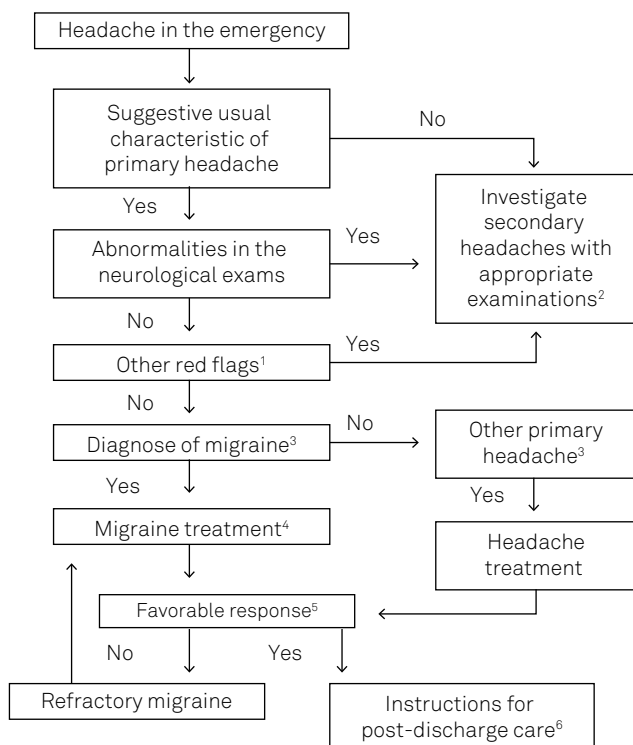 Headache in the emergency
Suggestive usual
characteristic of
primary headache
No
Yes
Investigate
secondary
headaches with
appropriate
examinations²
Abnormalities in the
neurological exams
Yes
No
Other red flags¹
Yes
No
Diagnose of migraine³
No
Other primary
headache³
Yes
Yes
Migraine treatment⁴
Headache
treatment
Favorable response⁵
No
Yes
Refractory migraine
Instructions for
post-discharge care⁶